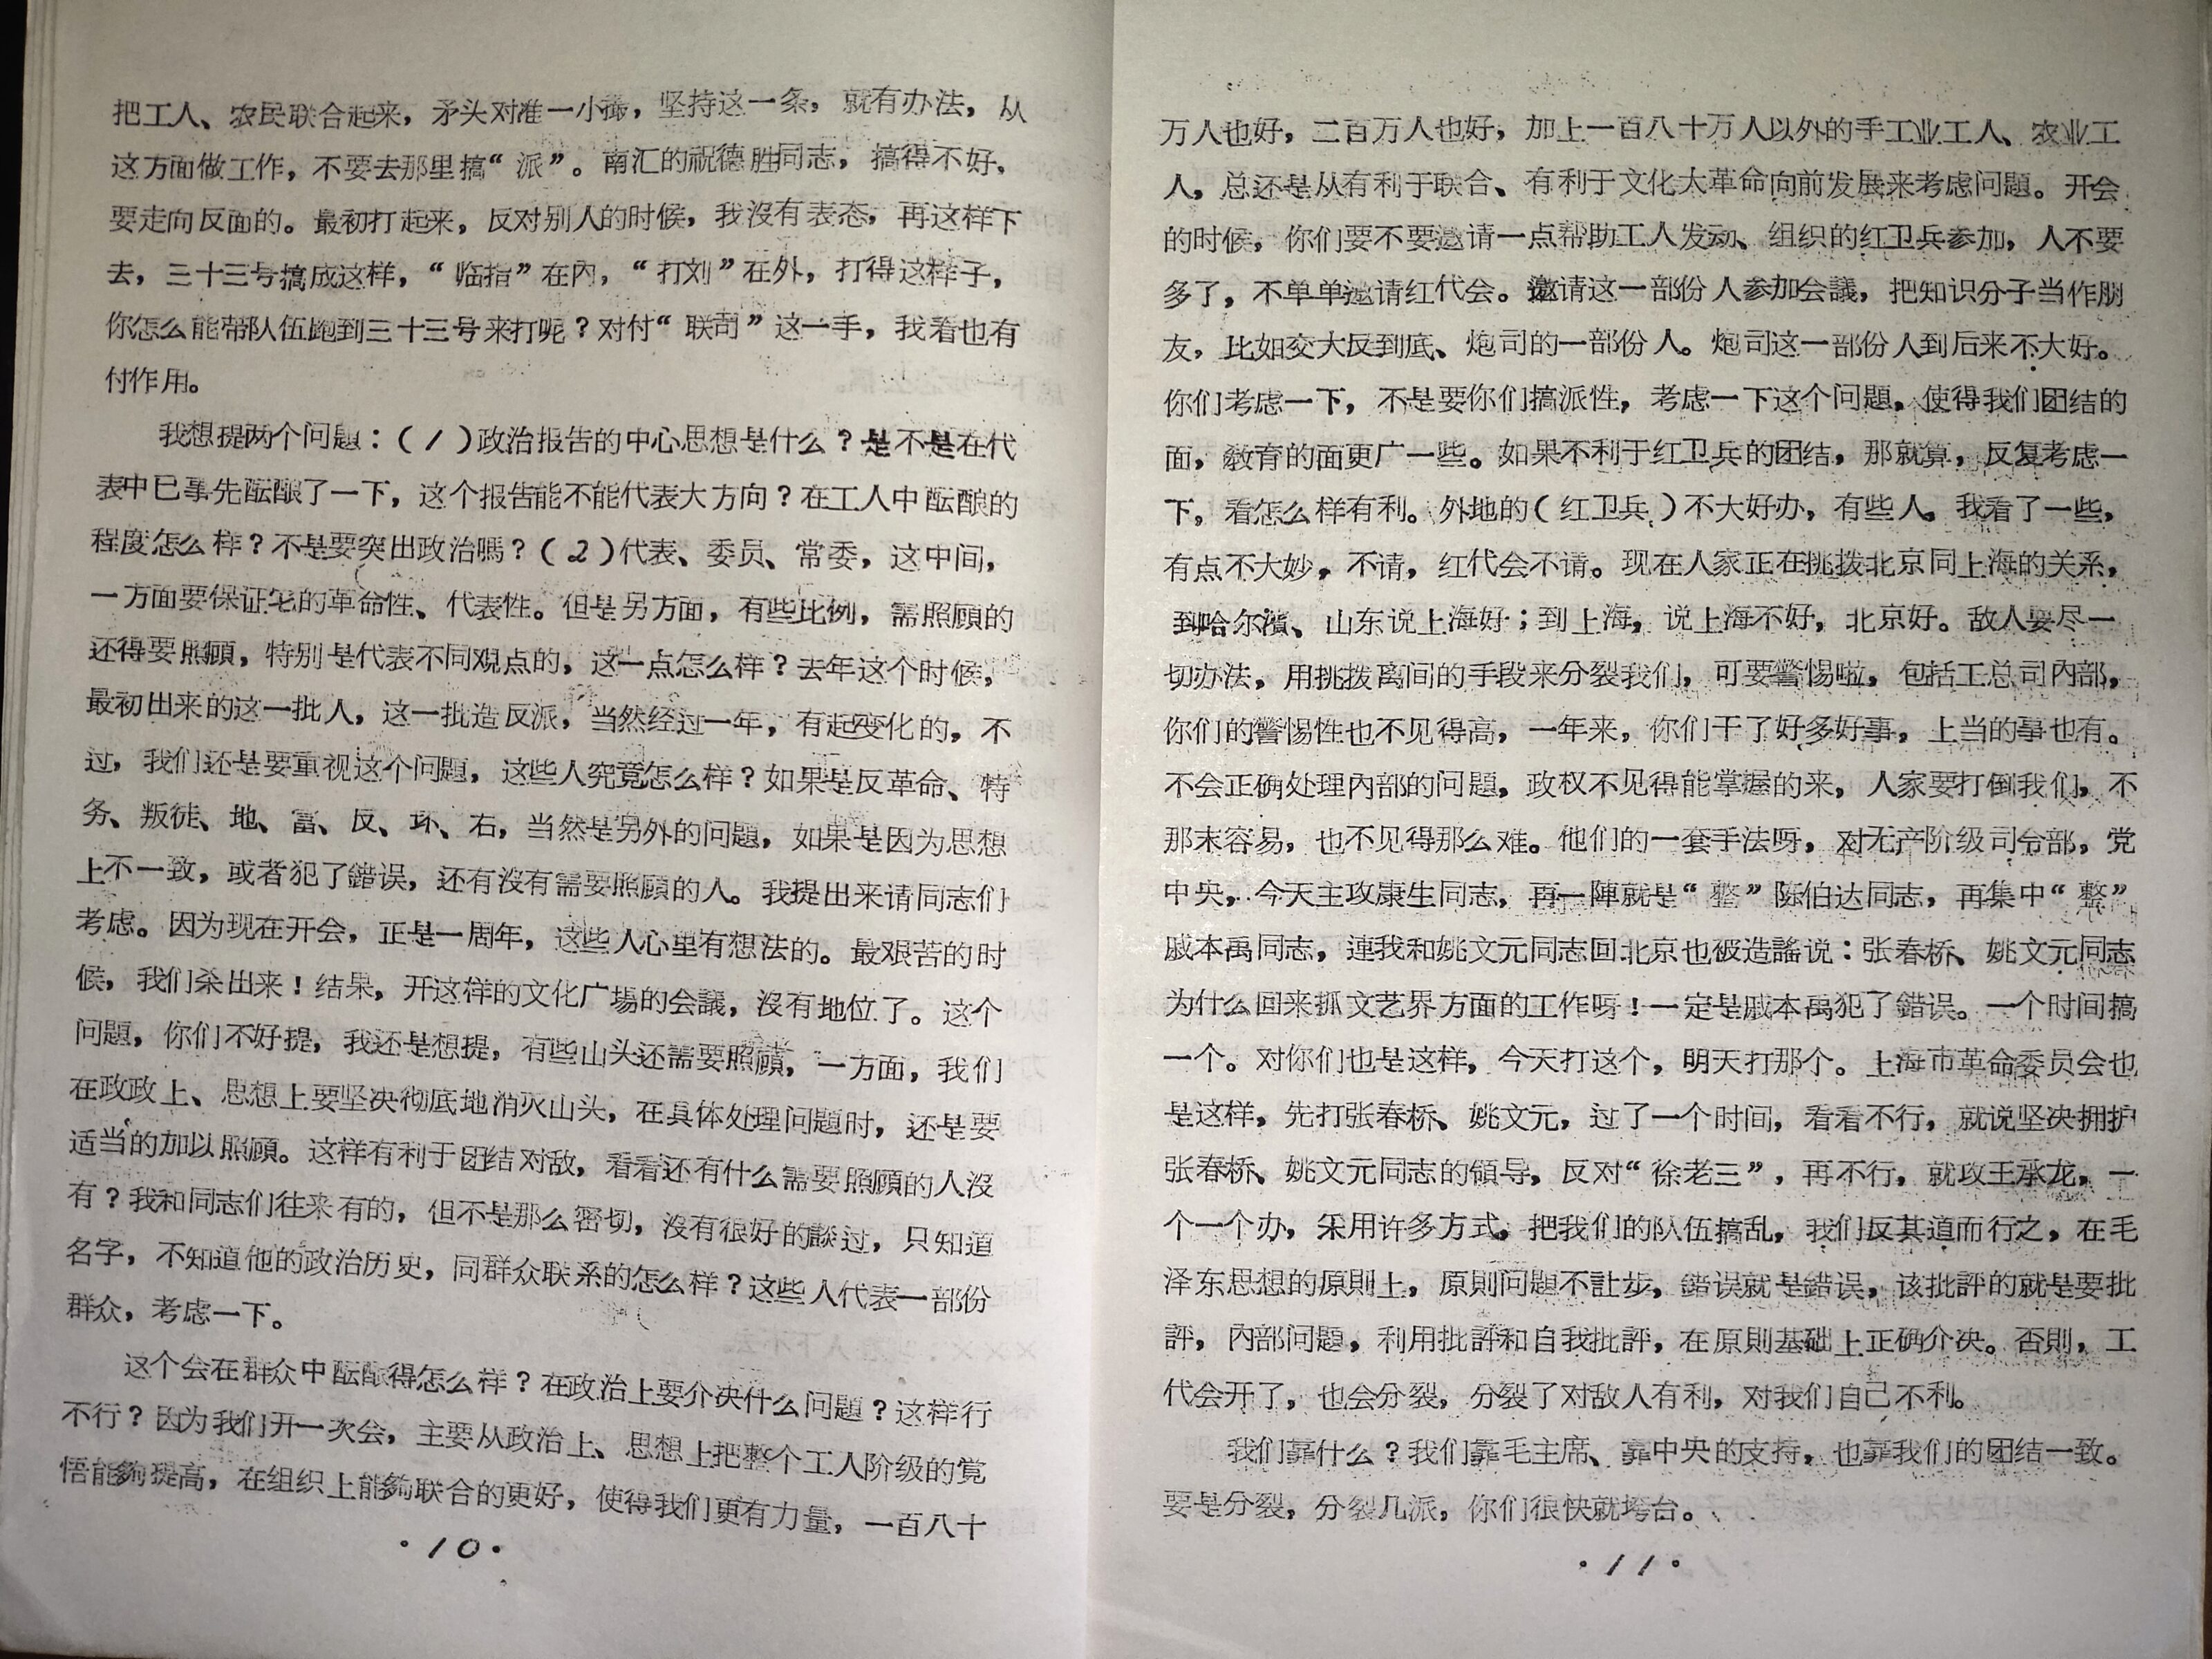 把工人、农民联合起来，矛头对准一小撮，坚持这一条，就有办法，从
这方面做工作，不要去那里搞“派”。南汇的祝德胜同志，搞得不好，
要走向反面的。最初打起来，反对别人的时候，我沒有表态，再这样下
去，三十三号搞成这样，“临指”在內，“打刘”在外，打得这样子，
你怎么能带队伍跑到三十三号来打呢？对付“联司”这一手，我看也有
付作用。
我想提两个问题：（1）政治报告的中心思想是什么？是不是在代
表中已事先酝酿了一下，这个报告能不能代表大方向？在工人中酝酿的
程度怎么样？不是要突出政治嗎？（2）代表、委员、常委，这中间，
一方面要保证它的革命性、代表性。但是另方面，有些比例，需照顧的
还得要照顧，特别是代表不同观点的，这一点怎么样？去年这个时候，
最初出来的这一批人，这一批造反派，当然经过一年，有起变化的，不
过，我们还是要重视这个问題，这些人究竟怎么样？如果是反革命、特
务、叛徒、地、富、反、坏、右，当然是另外的问題，如果是因为思想
上不一致，或者犯了錯误，还有沒有需要照顧的人。我提出来请同志们
考虑。因为现在开会，正是一周年，这些人心里有想法的。最艰苦的时
候，我们杀出来！结果，开这样的文化广場的会議，沒有地位了。这个
问題，你们不好提，我还是想提，有些山头还需要照顧，一方面，我们
在政政上、思想上要坚决彻底地消灭山头，在具体处理问題时，还是要
适当的加以照顧。这样有利于团结对敌，看看还有什么需要照顧的人沒
有？我和同志们往来有的，但不是那么密切，沒有很好的談过，只知道
名字，不知道他的政治历史，同群众联系的怎么样？这些人代表一部份
群众，考虑一下。
这个会在群众中酝酿得怎么样？在政治上要介决什么问題？这样行
不行？因为我们开一次会，主要从政治上、思想上把整个工人阶级的觉
悟能夠提高，在组织上能夠联合的更好，使得我们更有力量，一百八十
·10·
万人也好，二百万人也好，加上一百八十万人以外的手工业工人、农业工
人，总还是从有利于联合、有利于文化大革命向前发展来考虑问題。开会
的时候，你们要不要邀请一点帮助工人发动、组织的红卫兵参加，人不要
多了，不单单邀请红代会。邀请这一部份人参加会議，把知识分子当作朋
友，比如交大反到底、炮司的一部份人。炮司这一部份人到后来不大好。
你们考虑一下，不是要你们搞派性，考虑一下这个问題，使得我们团结的
面，教育的面更广一些。如果不利于红卫兵的团结，那就算，反复考虑一
下，看怎么样有利。外地的（红卫兵）不大好办，有些人。我看了一些，
有点不大妙，不请，红代会不请。现在人家正在挑拨北京同上海的关系，
到哈尔濱、山东说上海好；到上海，说上海不好，北京好。敌人要尽一
切办法，用挑拨离间的手段来分裂我们，可要警惕啦，包括工总司內部，
你们的警惕性也不见得高，一年来，你们干了好多好事，上当的事也有。
不会正确处理內部的问題，政权不见得能掌握的来，人家要打倒我们，不
那末容易，也不见得那么难。他们的一套手法呀，对无产阶级司令部，党
中央，今天主攻康生同志，再一陣就是“整”陈伯达同志，再集中“整”
戚本禹同志，連我和姚文元同志回北京也被造謠说：张春桥、姚文元同志
为什么回来抓文艺界方面的工作呀！一定是戚本禹犯了錯误。一个时间搞
一个。对你们也是这样，今天打这个，明天打那个。上海市革命委员会也
是这样，先打张春桥、姚文元，过了一个时间，看看不行，就说坚决拥护
张春桥、姚文元同志的領导，反对“徐老三”，再不行，就攻王承龙，一
个一个办，采用许多方式，把我们的队伍搞乱，我们反其道而行之，在毛
泽东思想的原則上，原則问題不让步，錯误就是錯误，该批評的就是要批
評，內部问題，利用批評和自我批評，在原則基础上正确介决。否則，工
代会开了，也会分裂，分裂了对敌人有利，对我们自己不利。
我们靠什么？我们靠毛主席、靠中央的支持，也靠我们的团结一致。
要是分裂，分裂几派，你们很快就垮台。
·11·